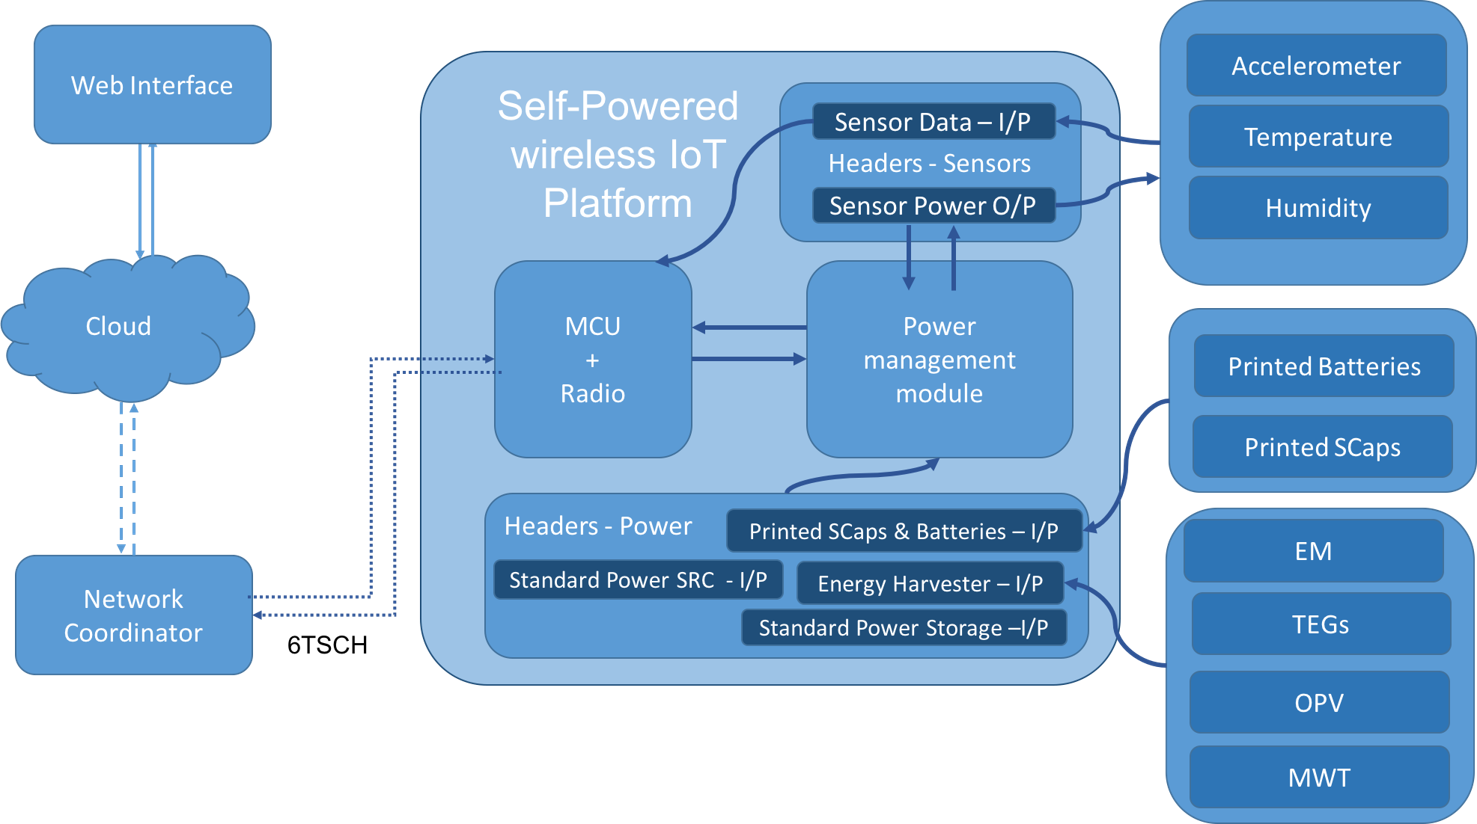 Web Interface
Cloud
Network
Coordinator
6TSCH
Self-Powered
wireless IoT
Platform
Sensor Data – I/P
Headers - Sensors
Sensor Power O/P
MCU
+
Radio
Power
management
module
Headers - Power
Printed SCaps & Batteries – I/P
Standard Power SRC  - I/P
Energy Harvester – I/P
Standard Power Storage –I/P
Accelerometer
Temperature
Humidity
Printed Batteries
Printed SCaps
EM
TEGs
OPV
MWT